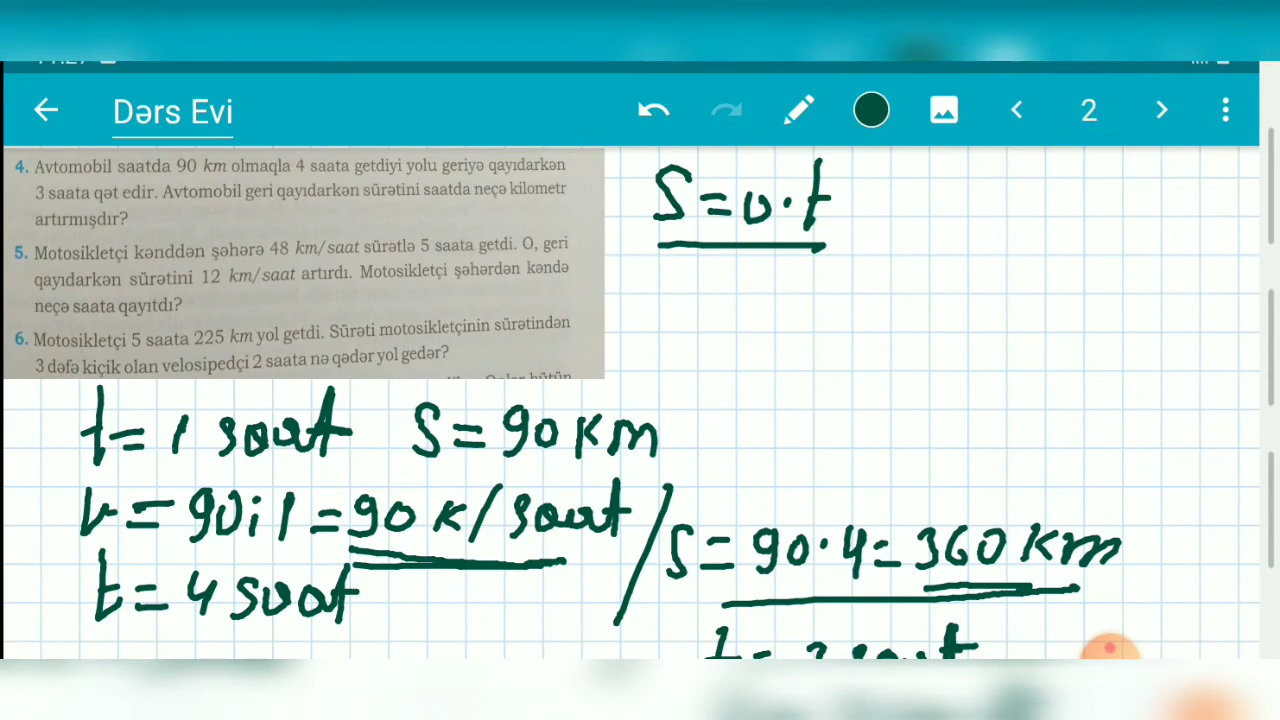 Dərs Evi
2
4. Avtomobil saatda 90 km olmaqla 4 saata getdiyi yolu geriyə qayıdarkən
3 saata qət edir. Avtomobil geri qayıdarkən sürətini saatda neçə kilometr
artırmışdır?
5. Motosikletçi kənddən şəhərə 48 km/saat sürətlə 5 saata getdi. O, geri
qayıdarkən sürətini 12 km/saat artırdı. Motosikletçi şəhərdən kəndə
neçə saata qayıtdı?
6. Motosikletçi 5 saata 225 km yol getdi. Sürəti motosikletçinin sürətindən
3 dəfə kiçik olan velosipedçi 2 saata nə qədər yol gedər?
S=υ·t
t=1 saat S=90 km
v=90:1=90 k/saat
t=4 saat
S=90·4=360 km